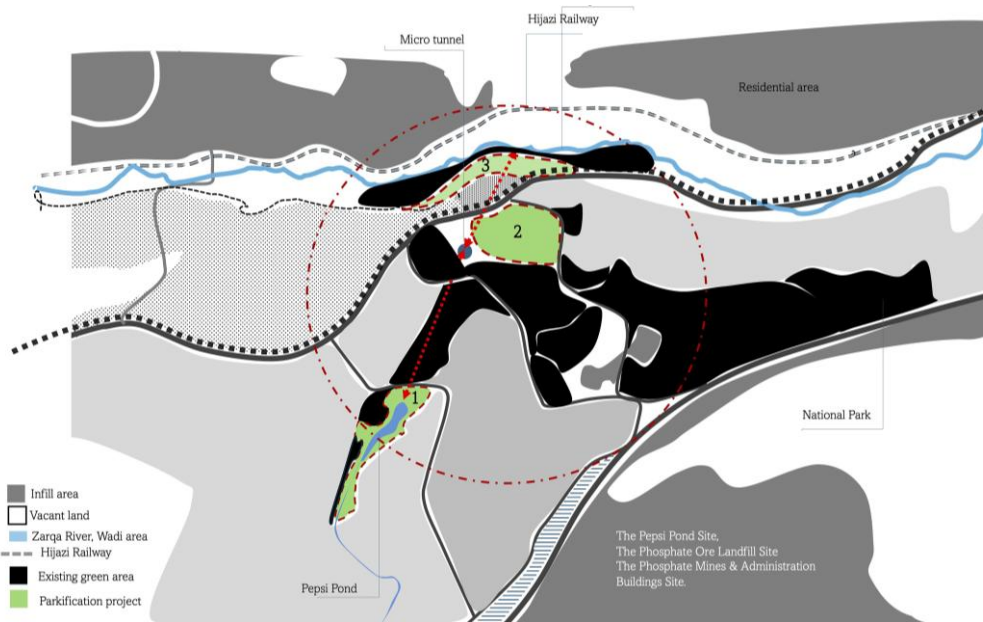 Hijazi Railway
Micro tunnel
Residential area
3
2
1
National Park
Infill area
Vacant land
Zarqa River, Wadi area
Hijazi Railway
Existing green area
Parkification project
Pepsi Pond
The Pepsi Pond Site,
The Phosphate Ore Landfill Site
The Phosphate Mines & Administration
Buildings Site.